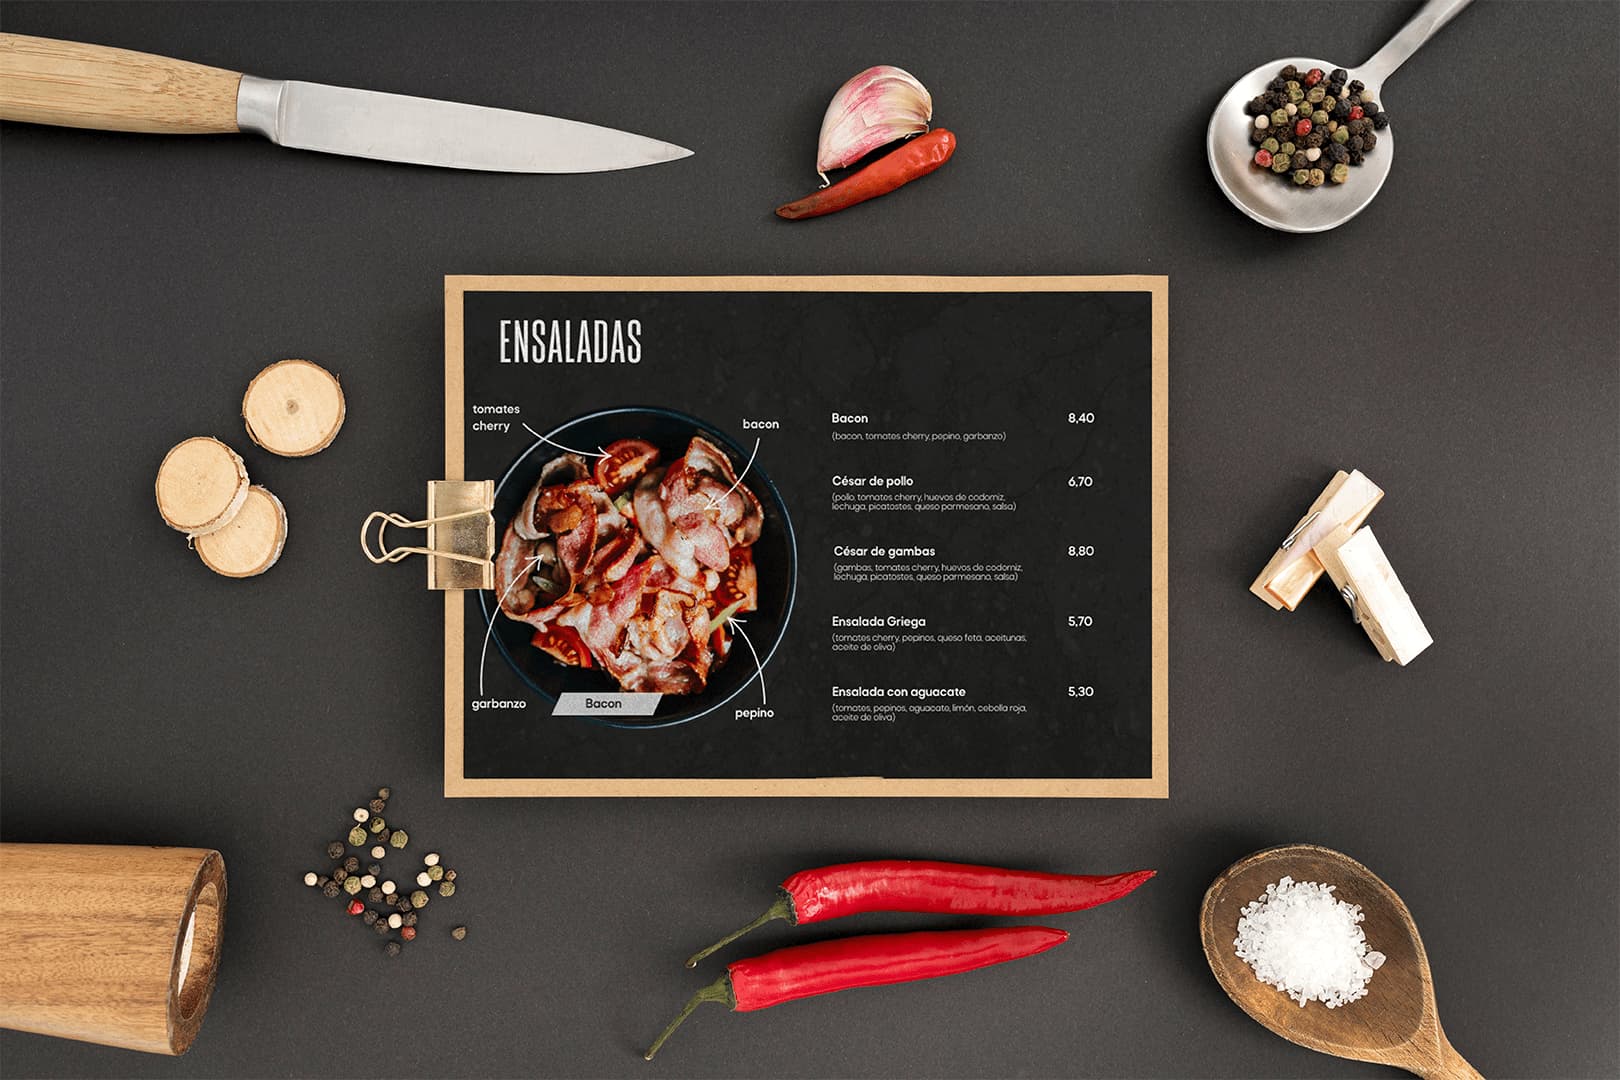 ENSALADAS
tomates
cherry
bacon
garbanzo
Bacon
pepino
Bacon 8,40
(bacon, tomates cherry, pepino, garbanzo)
César de pollo 6,70
(pollo, tomates cherry, huevos de codorniz,
lechuga, picatostes, queso parmesano, salsa)
César de gambas 8,80
(gambas, tomates cherry, huevos de codorniz,
lechuga, picatostes, queso parmesano, salsa)
Ensalada Griega 5,70
(tomates cherry, pepinos, queso feta, aceitunas,
aceite de oliva)
Ensalada con aguacate 5,30
(tomates, pepinos, aguacate, limón, cebolla roja,
aceite de oliva)